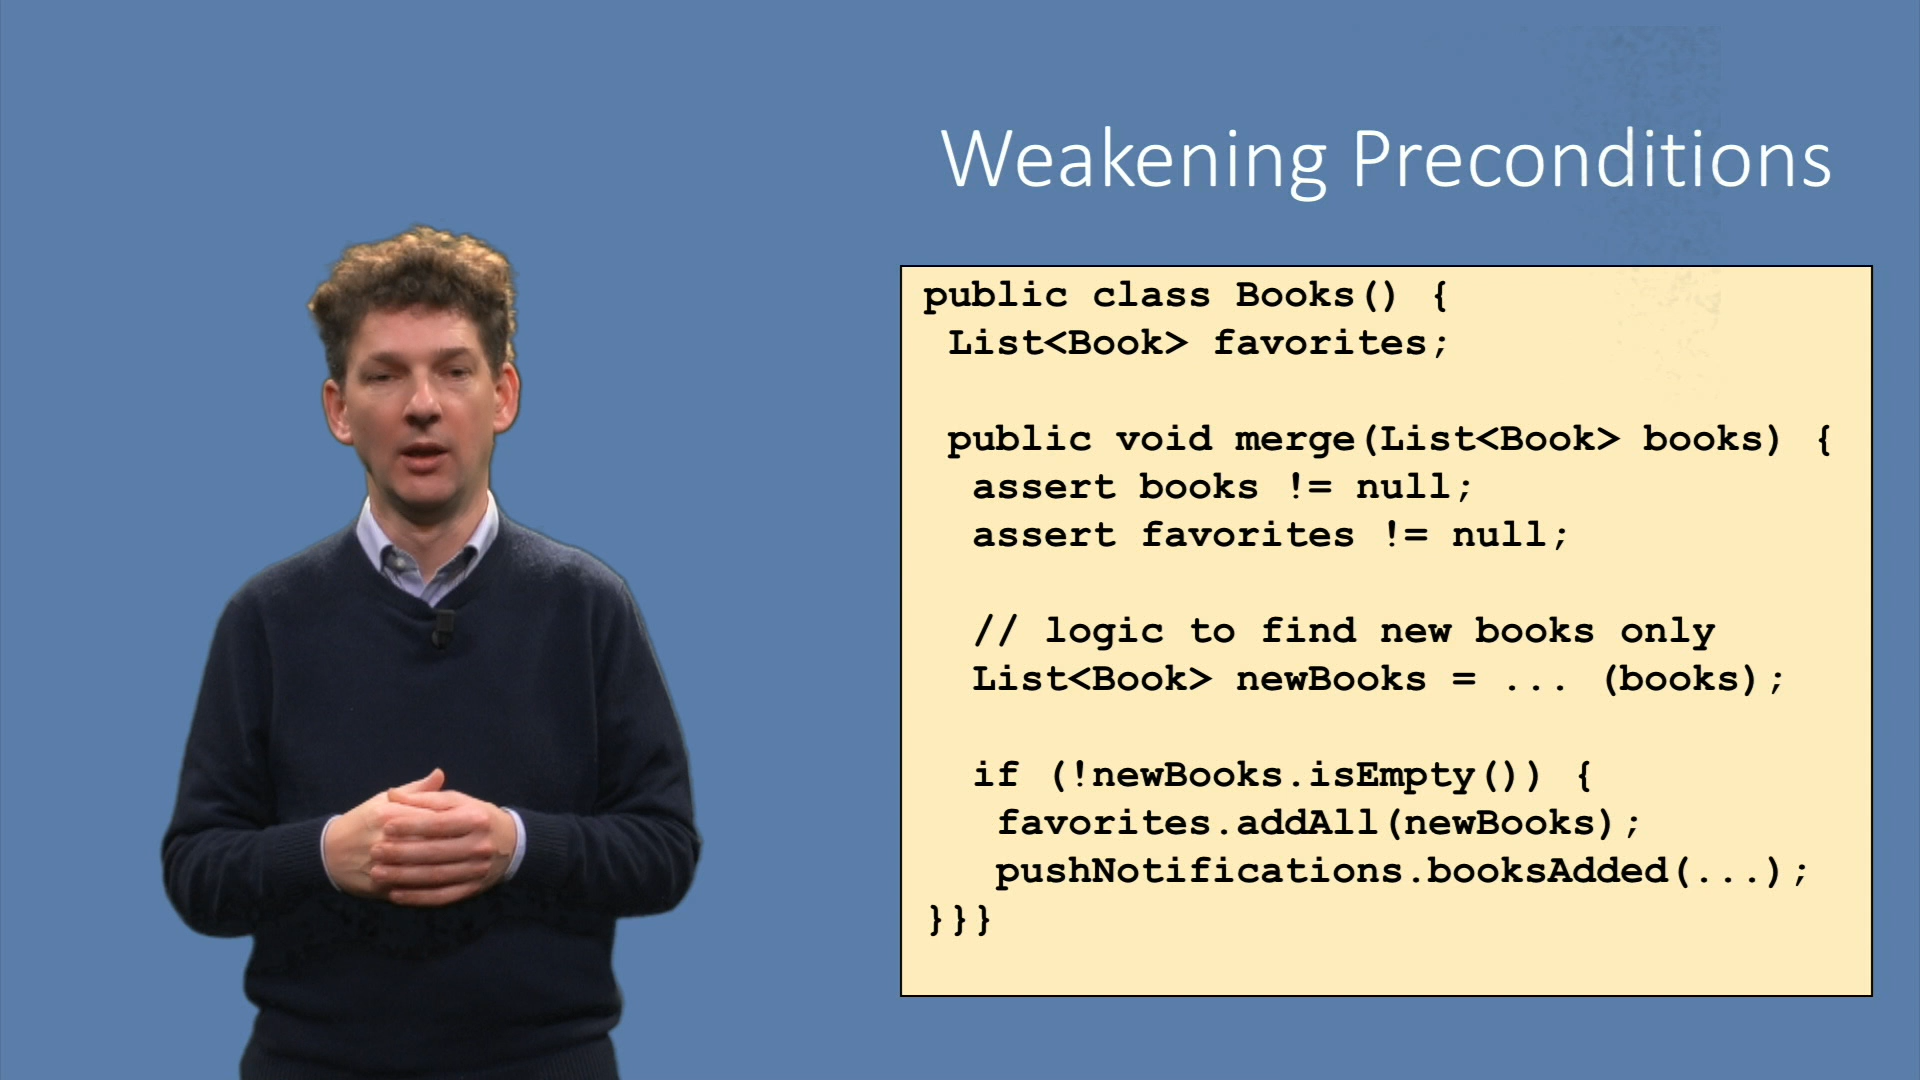 Weakening Preconditions
public class Books() {
List<Book> favorites;
public void merge(List<Book> books) {
assert books != null;
assert favorites != null;
// logic to find new books only
List<Book> newBooks = ... (books);
if (!newBooks.isEmpty()) {
favorites.addAll(newBooks);
pushNotifications.booksAdded(...);
}}}